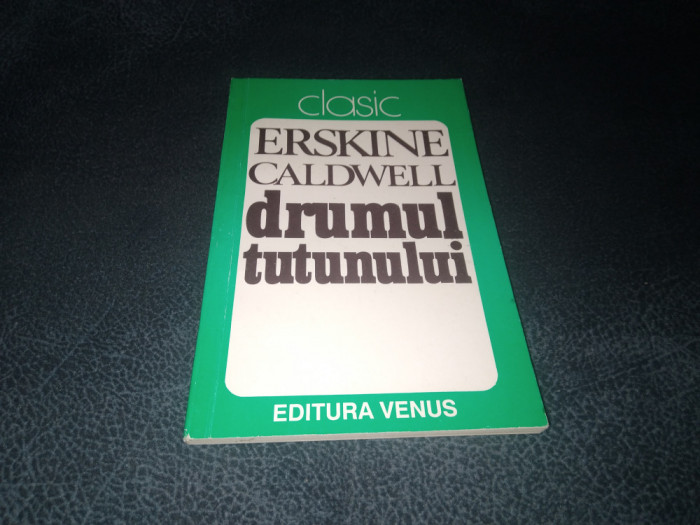 clasic
ERSKINE
CALDWELL
drumul
tutunului
EDITURA VENUS